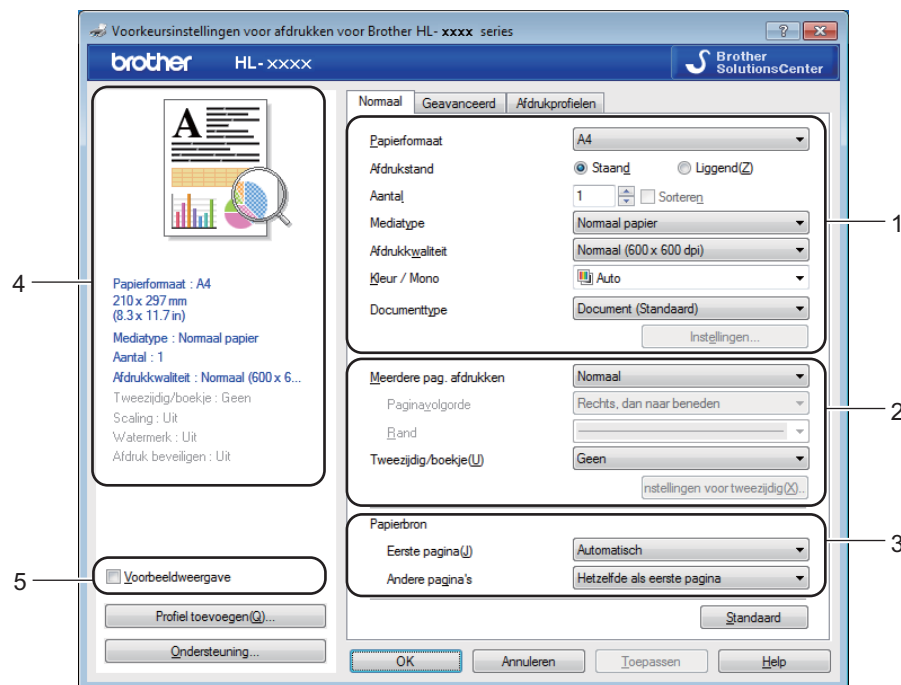 Voorkeursinstellingen voor afdrukken voor Brother HL- xxxx series
brother HL-xxxx
Brother
SolutionsCenter
Normaal Geavanceerd Afdrukprofielen
A
Papierformaat A4
Afdrukstand Staand Liggend(Z)
Aantal 1 Sorteren
Mediatype Normaal papier
1
Afdrukkwaliteit Normaal (600 x 600 dpi)
Kleur / Mono Auto
Documenttype Document (Standaard)
Instellingen...
4
Papierformaat : A4
210 x 297 mm
(8.3 x 11.7 in)
Mediatype : Normaal papier
Aantal : 1
Afdrukkwaliteit : Normaal (600 x 6...
Tweezijdig/boekje : Geen
Scaling : Uit
Watermerk : Uit
Afdruk beveiligen : Uit
Meerdere pag. afdrukken Normaal
Paginavolgorde Rechts, dan naar beneden
2
Rand
Tweezijdig/boekje(U) Geen
nstellingen voor tweezijdig(X)..
Papierbron
3
Eerste pagina(J) Automatisch
Andere pagina's Hetzelfde als eerste pagina
5
Voorbeeldweergave
Profiel toevoegen(Q)...
Standaard
Ondersteuning...
OK Annuleren Toepassen Help